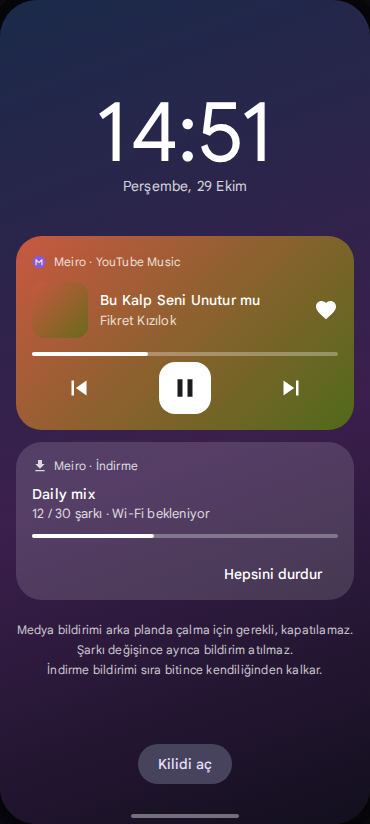 14:51
Perşembe, 29 Ekim
Meiro · YouTube Music
Bu Kalp Seni Unutur mu
Fikret Kızılok
Meiro · İndirme
Daily mix
12 / 30 şarkı · Wi-Fi bekleniyor
Hepsini durdur
Medya bildirimi arka planda çalma için gerekli, kapatılamaz.
Şarkı değişince ayrıca bildirim atılmaz.
İndirme bildirimi sıra bitince kendiliğinden kalkar.
Kilidi aç